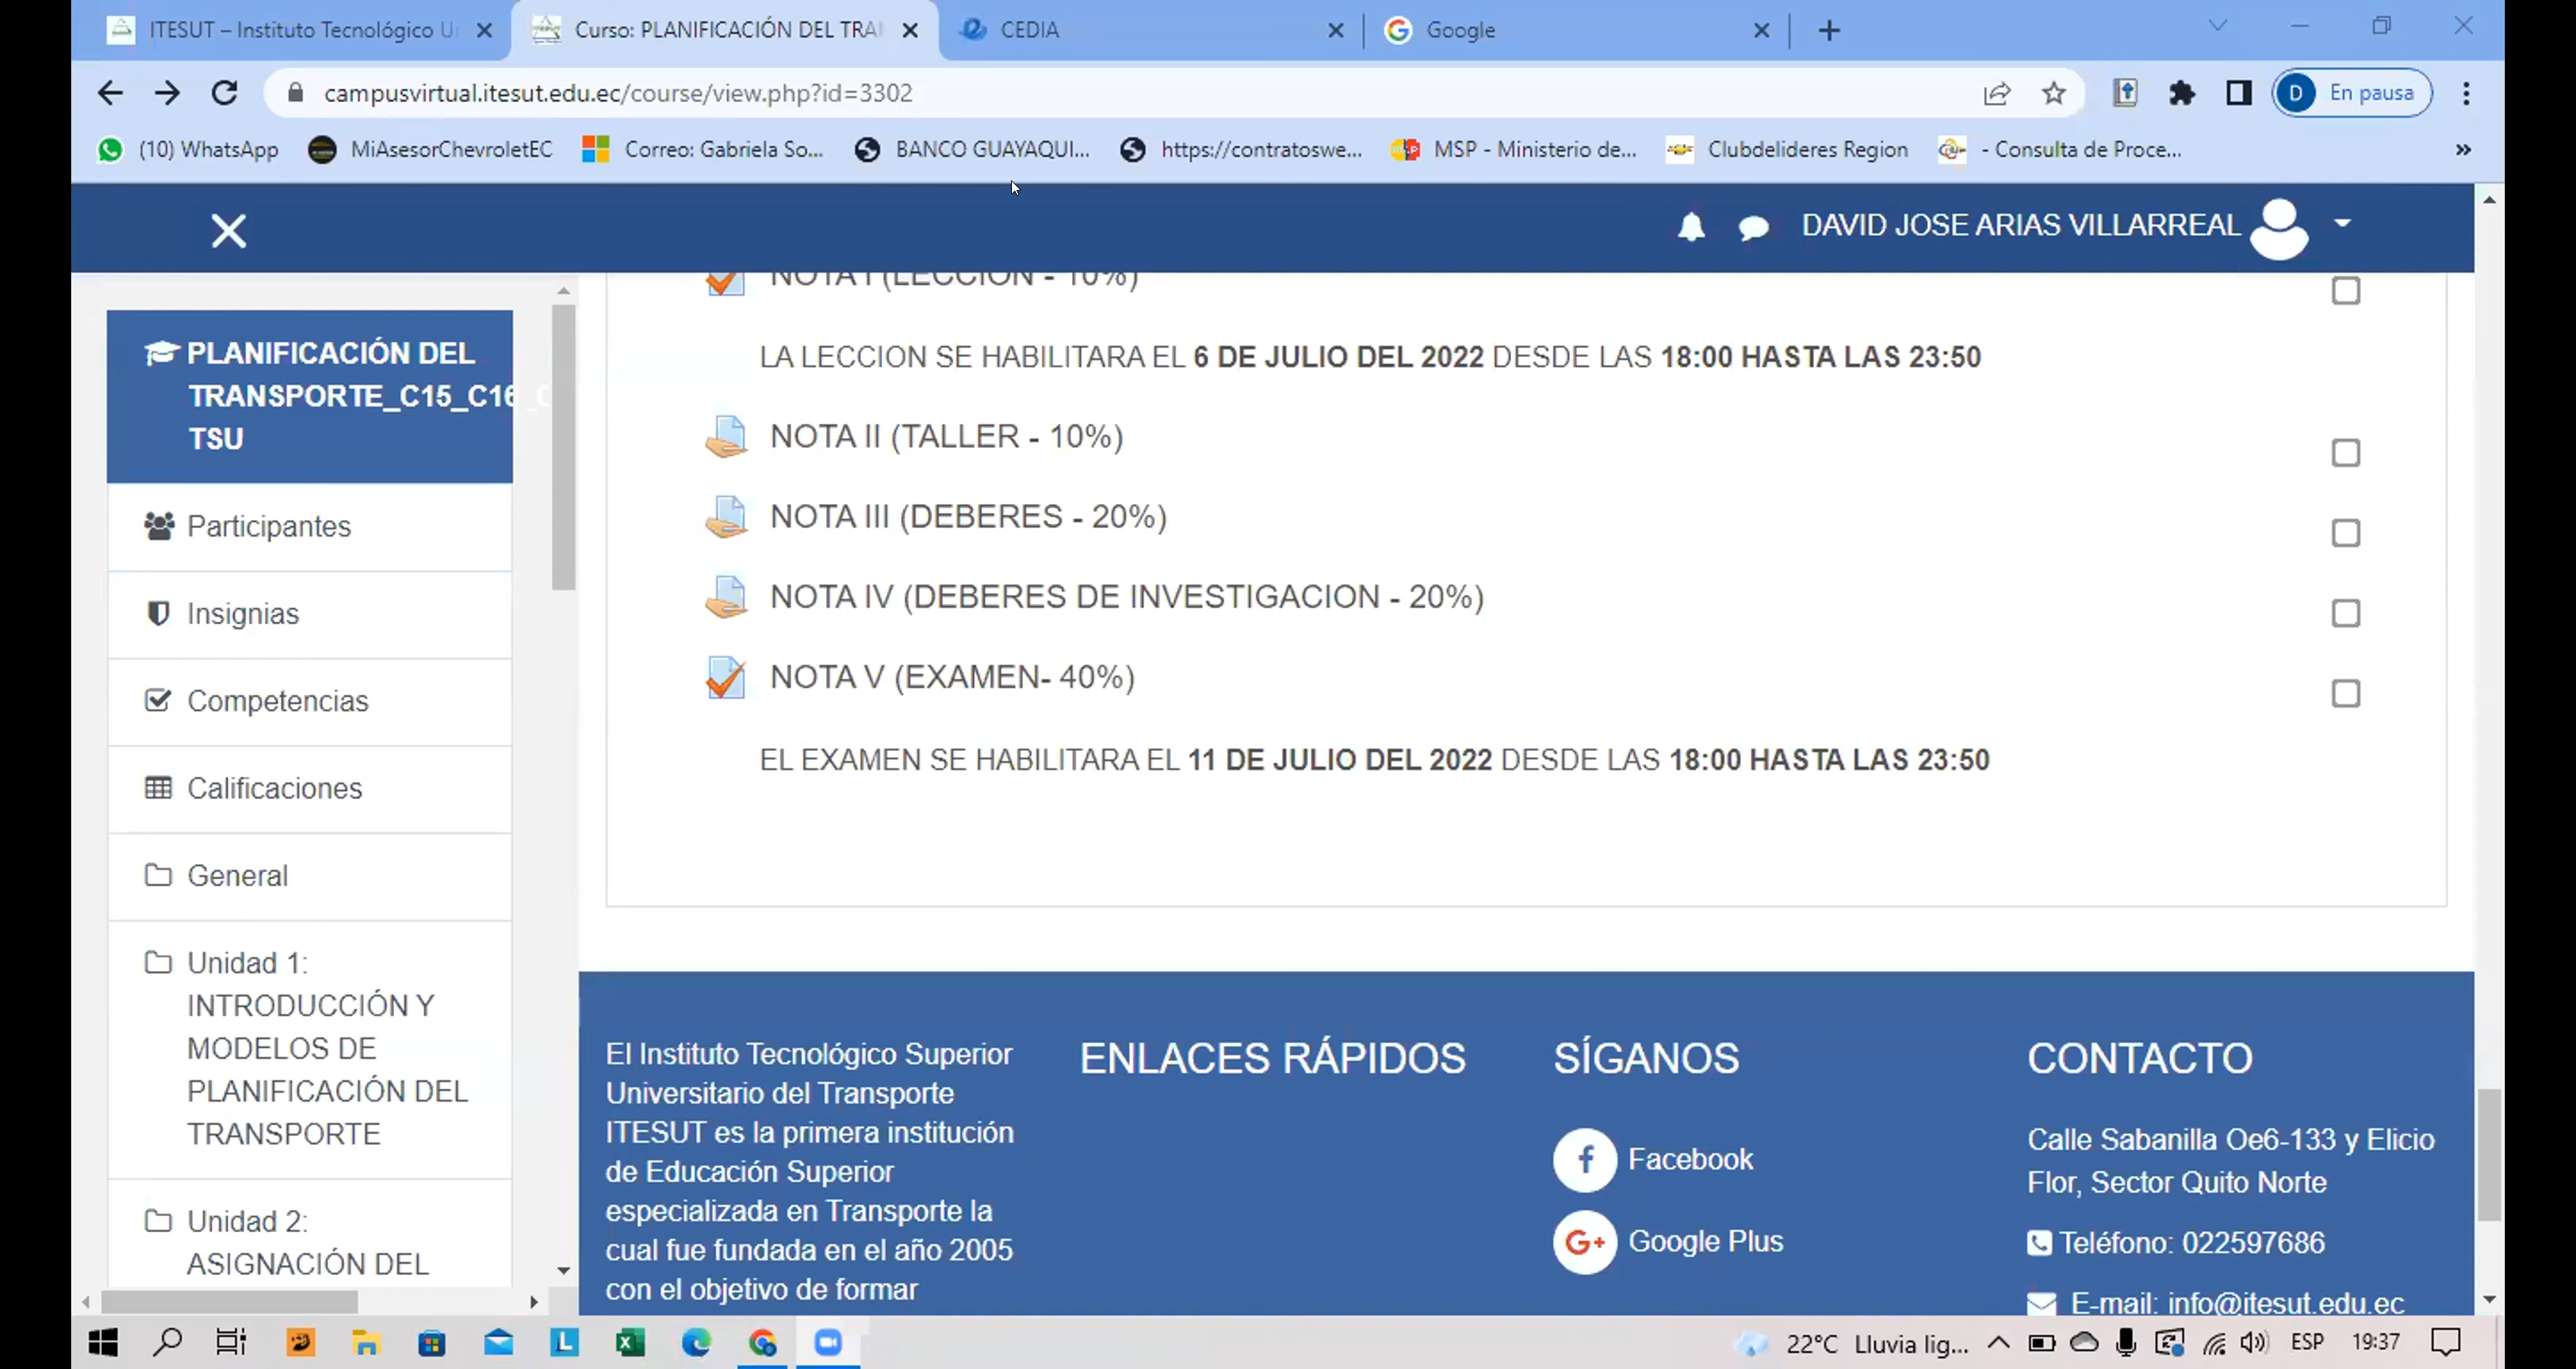 ITESUT – Instituto Tecnológico U
Curso: PLANIFICACIÓN DEL TRA
CEDIA
Google
campusvirtual.itesut.edu.ec/course/view.php?id=3302
D En pausa
(10) WhatsApp
MiAsesorChevroletEC
Correo: Gabriela So...
BANCO GUAYAQUI...
https://contratoswe...
MSP - Ministerio de...
Clubdelideres Region
- Consulta de Proce...
»
DAVID JOSE ARIAS VILLARREAL
PLANIFICACIÓN DEL
TRANSPORTE_C15_C16_C
TSU
Participantes
Insignias
Competencias
Calificaciones
General
Unidad 1:
INTRODUCCIÓN Y
MODELOS DE
PLANIFICACIÓN DEL
TRANSPORTE
Unidad 2:
ASIGNACIÓN DEL
NOTA I (LECCION - 10%)
LA LECCION SE HABILITARA EL 6 DE JULIO DEL 2022 DESDE LAS 18:00 HASTA LAS 23:50
NOTA II (TALLER - 10%)
NOTA III (DEBERES - 20%)
NOTA IV (DEBERES DE INVESTIGACION - 20%)
NOTA V (EXAMEN- 40%)
EL EXAMEN SE HABILITARA EL 11 DE JULIO DEL 2022 DESDE LAS 18:00 HASTA LAS 23:50
El Instituto Tecnológico Superior
Universitario del Transporte
ITESUT es la primera institución
de Educación Superior
especializada en Transporte la
cual fue fundada en el año 2005
con el objetivo de formar
ENLACES RÁPIDOS
SÍGANOS
Facebook
G+ Google Plus
CONTACTO
Calle Sabanilla Oe6-133 y Elicio
Flor, Sector Quito Norte
Teléfono: 022597686
E-mail: info@itesut.edu.ec
22°C Lluvia lig...
ESP
19:37